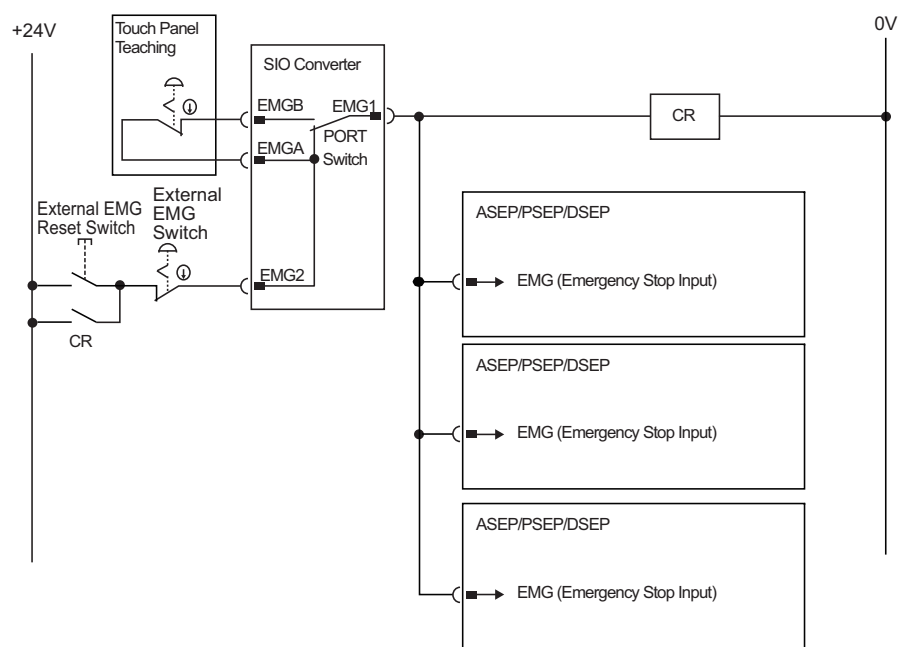 +24V
0V
Touch Panel
Teaching
SIO Converter
EMGB
EMG1
CR
PORT
Switch
EMGA
External EMG
Reset Switch
External
EMG
Switch
EMG2
CR
ASEP/PSEP/DSEP
EMG (Emergency Stop Input)
ASEP/PSEP/DSEP
EMG (Emergency Stop Input)
ASEP/PSEP/DSEP
EMG (Emergency Stop Input)